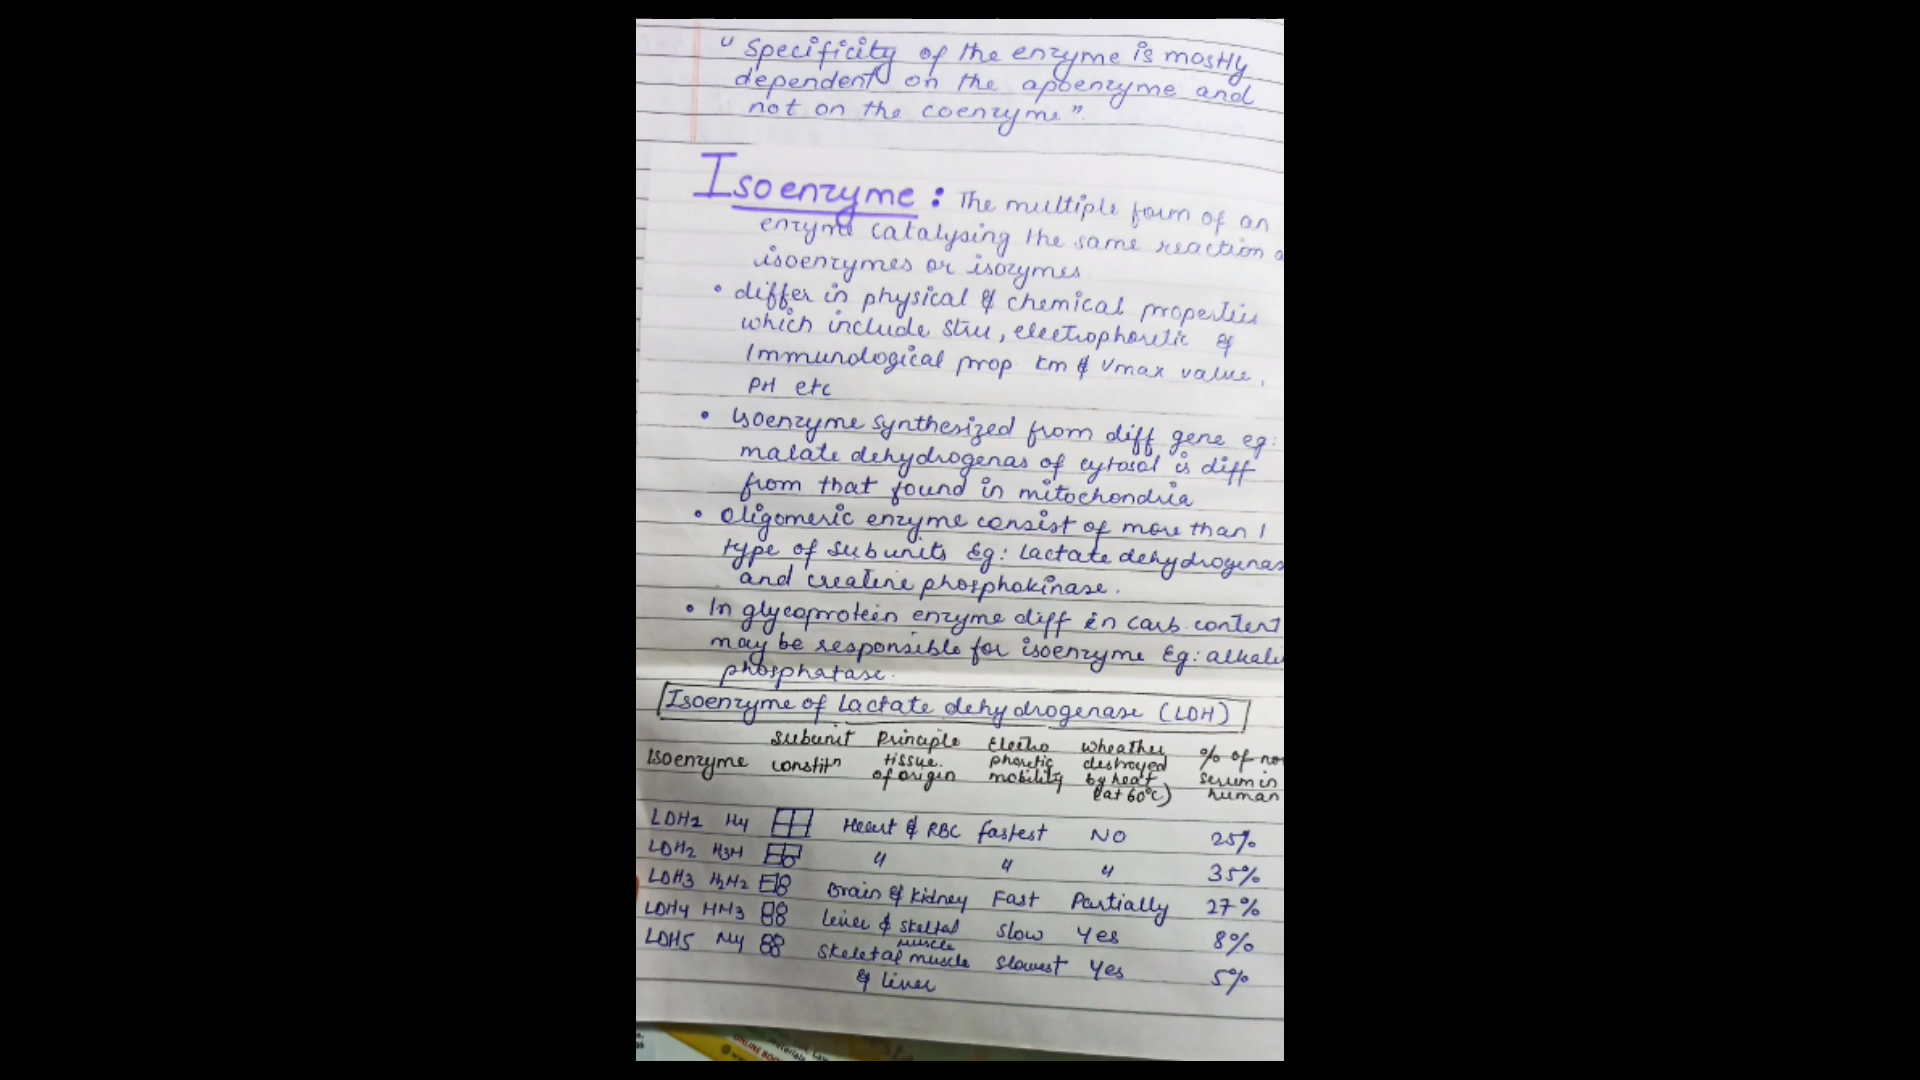 " Specificity of the enzyme is mostly
dependent on the apoenzyme and
not on the coenzyme".
Isoenzyme : The multiple form of an
enzyme catalysing the same reaction a
isoenzymes or isozymes
• differ in physical & chemical properties
which include stru, electrophoretic &
Immunological prop km & Vmax value,
PH etc
• Isoenzyme synthesized from diff gene eg:
malate dehydrogenas of cytosol is diff
from that found in mitochondria
• Oligomeric enzyme consist of more than 1
type of subunits Eg: Lactate dehydrogenas
and creatine phosphokinase.
• In glycoprotein enzyme diff in carb. content
may be responsible for isoenzyme Eg: alkali
phosphatase.
Isoenzyme of Lactate dehydrogenase (LDH)
subunit Principle Electro wheather % of no
Isoenzyme constitn tissue. phoretic destroyed serum in
of origin mobility by heat human
(at 60°C)
LDH1 H4 Heart & RBC fastest NO 25%
LDH2 H3M " " " 35%
LDH3 H2M2 Brain & kidney Fast Partially 27%
LDH4 HM3 Liver & skeltal slow Yes 8%
muscle
LDH5 M4 Skeletal muscle slowest Yes 5%
& liver
ONLINE BOO